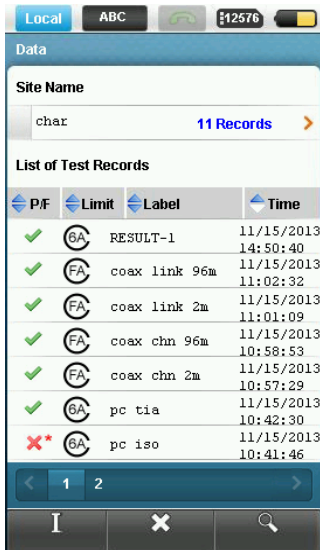 Local ABC 12576
Data
Site Name
char 11 Records
List of Test Records
P/F Limit Label Time
6A RESULT-1 11/15/2013
14:50:40
FA coax link 96m 11/15/2013
11:02:32
FA coax link 2m 11/15/2013
11:01:09
FA coax chn 96m 11/15/2013
10:58:53
FA coax chn 2m 11/15/2013
10:57:29
6A pc tia 11/15/2013
10:42:30
* 6A pc iso 11/15/2013
10:41:46
1 2